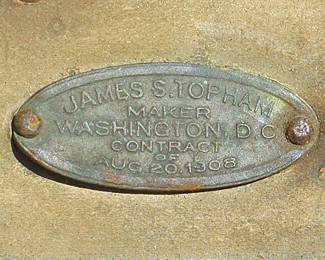 JAMES S. TOPHAM
MAKER
WASHINGTON, D.C
CONTRACT
OF
AUG. 20. 1908